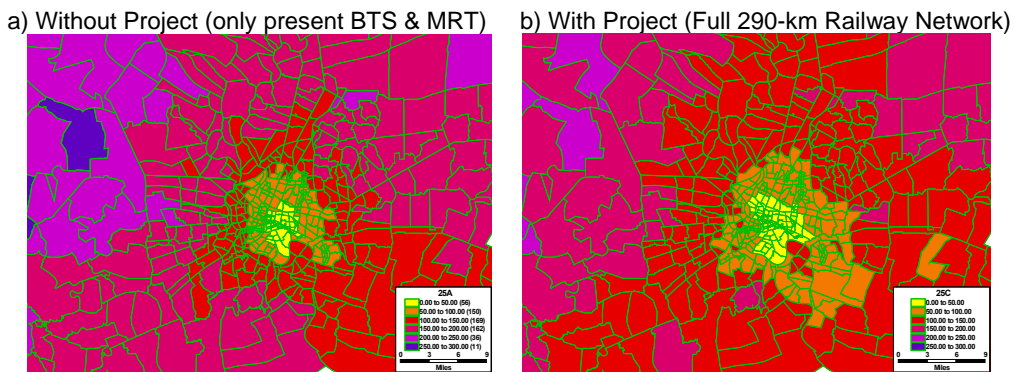 a) Without Project (only present BTS & MRT)
b) With Project (Full 290-km Railway Network)
25A
0.00 to 50.00 (56)
50.00 to 100.00 (150)
100.00 to 150.00 (169)
150.00 to 200.00 (162)
200.00 to 250.00 (36)
250.00 to 300.00 (11)
0 3 6 9
Miles
25C
0.00 to 50.00
50.00 to 100.00
100.00 to 150.00
150.00 to 200.00
200.00 to 250.00
250.00 to 300.00
0 3 6 9
Miles